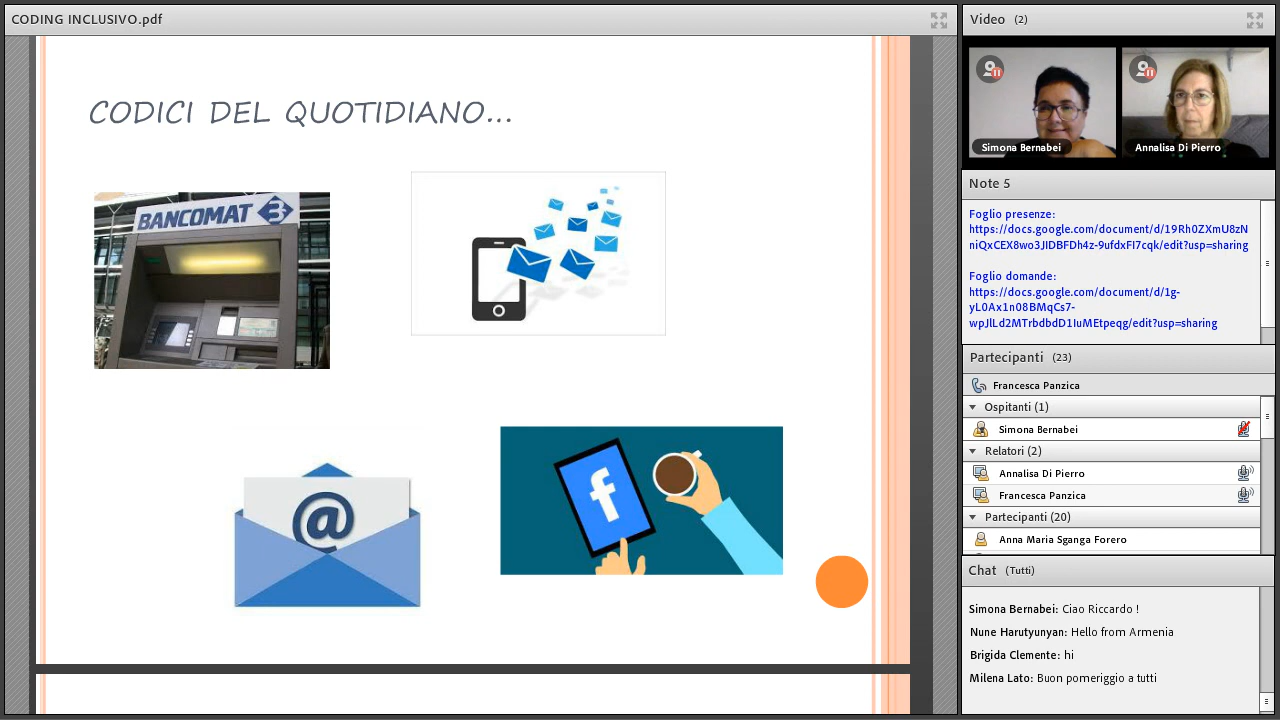 CODING INCLUSIVO.pdf
CODICI DEL QUOTIDIANO...
BANCOMAT
@
f
Video (2)
Simona Bernabei
Annalisa Di Pierro
Note 5
Foglio presenze:
https://docs.google.com/document/d/19Rh0ZXmU8zN
niQxCEX8wo3JIDBFDh4z-9ufdxFI7cqk/edit?usp=sharing
Foglio domande:
https://docs.google.com/document/d/1g-
yL0Ax1n08BMqCs7-
wpJlLd2MTrbdbdD1IuMEtpeqg/edit?usp=sharing
Partecipanti (23)
Francesca Panzica
Ospitanti (1)
Simona Bernabei
Relatori (2)
Annalisa Di Pierro
Francesca Panzica
Partecipanti (20)
Anna Maria Sganga Forero
Chat (Tutti)
Simona Bernabei: Ciao Riccardo !
Nune Harutyunyan: Hello from Armenia
Brigida Clemente: hi
Milena Lato: Buon pomeriggio a tutti